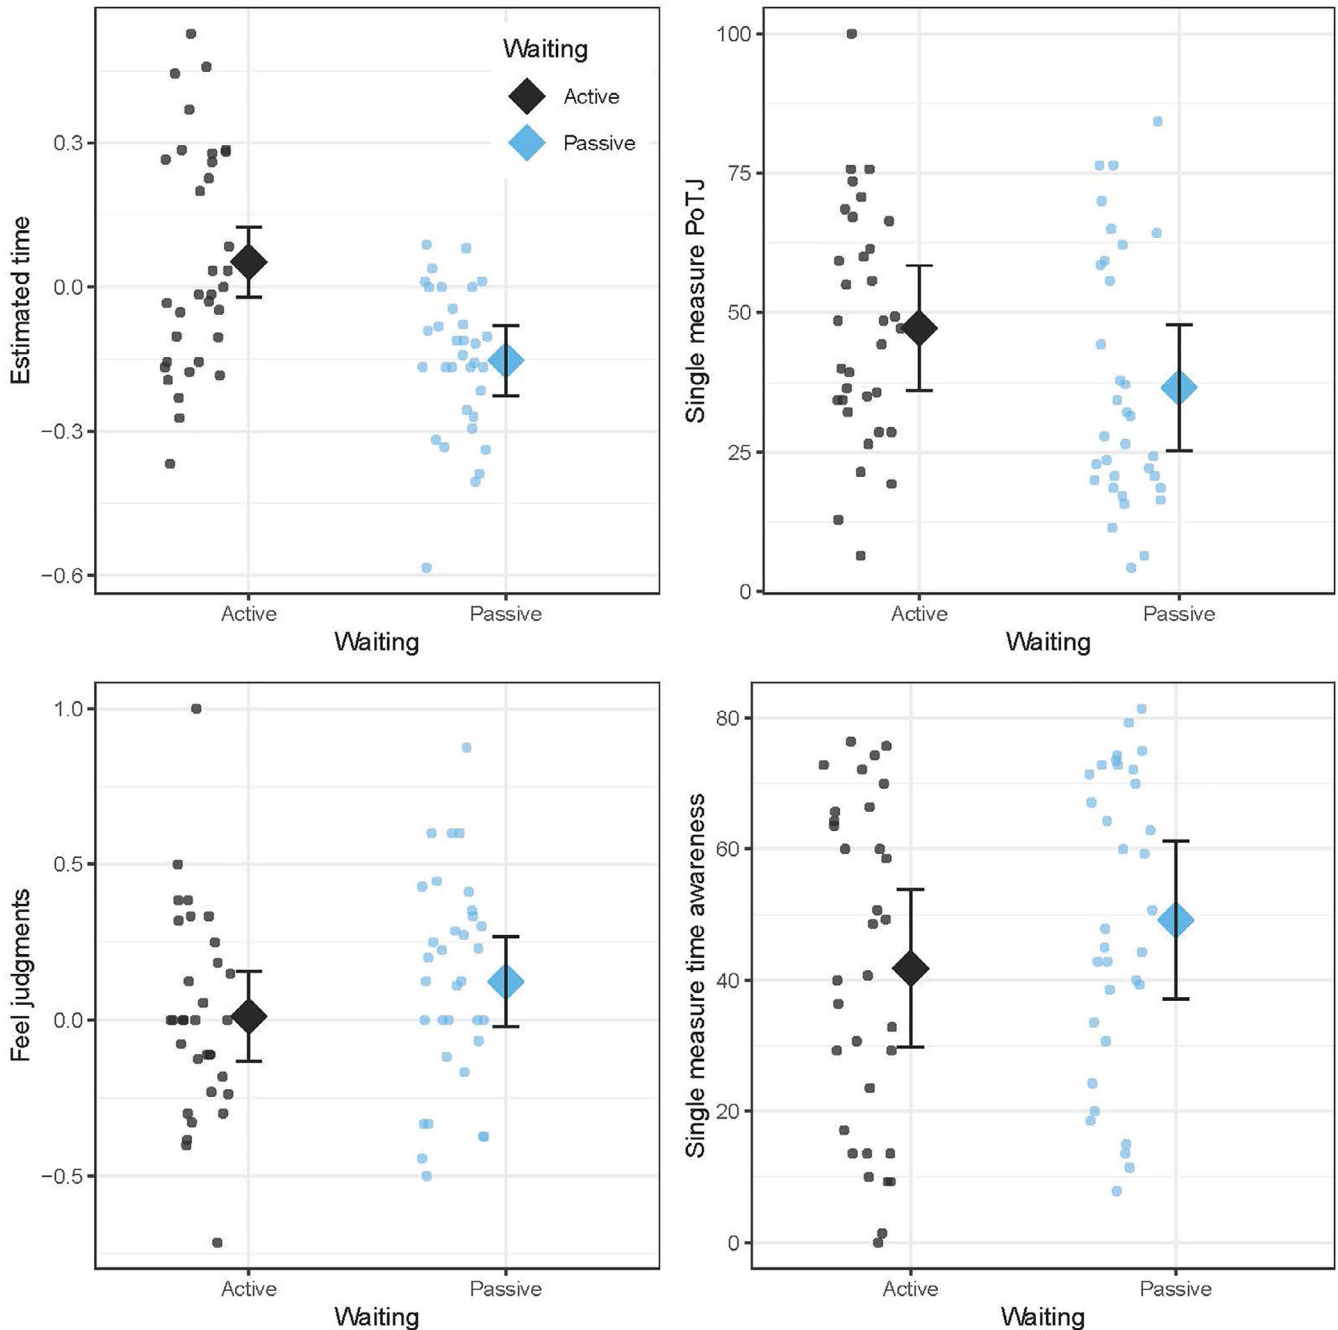 Estimated time
0.3
0.0
−0.3
−0.6
Waiting
Active
Passive
Active
Passive
Waiting
Single measure PoTJ
100
75
50
25
0
Active
Passive
Waiting
Feel judgments
1.0
0.5
0.0
−0.5
Active
Passive
Waiting
Single measure time awareness
80
60
40
20
0
Active
Passive
Waiting